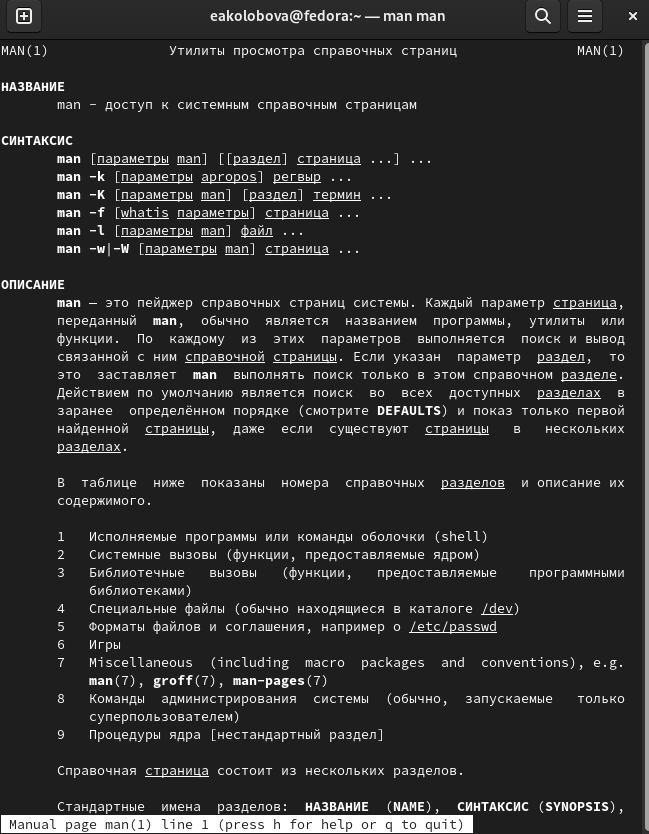 eakolobova@fedora:~ — man man
MAN(1) Утилиты просмотра справочных страниц MAN(1)
НАЗВАНИЕ
man - доступ к системным справочным страницам
СИНТАКСИС
man [параметры man] [[раздел] страница ...] ...
man -k [параметры apropos] регвыр ...
man -K [параметры man] [раздел] термин ...
man -f [whatis параметры] страница ...
man -l [параметры man] файл ...
man -w|-W [параметры man] страница ...
ОПИСАНИЕ
man — это пейджер справочных страниц системы. Каждый параметр страница,
переданный man, обычно является названием программы, утилиты или
функции. По каждому из этих параметров выполняется поиск и вывод
связанной с ним справочной страницы. Если указан параметр раздел, то
это заставляет man выполнять поиск только в этом справочном разделе.
Действием по умолчанию является поиск во всех доступных разделах в
заранее определённом порядке (смотрите DEFAULTS) и показ только первой
найденной страницы, даже если существуют страницы в нескольких
разделах.
В таблице ниже показаны номера справочных разделов и описание их
содержимого.
1 Исполняемые программы или команды оболочки (shell)
2 Системные вызовы (функции, предоставляемые ядром)
3 Библиотечные вызовы (функции, предоставляемые программными
библиотеками)
4 Специальные файлы (обычно находящиеся в каталоге /dev)
5 Форматы файлов и соглашения, например о /etc/passwd
6 Игры
7 Miscellaneous (including macro packages and conventions), e.g.
man(7), groff(7), man-pages(7)
8 Команды администрирования системы (обычно, запускаемые только
суперпользователем)
9 Процедуры ядра [нестандартный раздел]
Справочная страница состоит из нескольких разделов.
Стандартные имена разделов: НАЗВАНИЕ (NAME), СИНТАКСИС (SYNOPSIS),
Manual page man(1) line 1 (press h for help or q to quit)